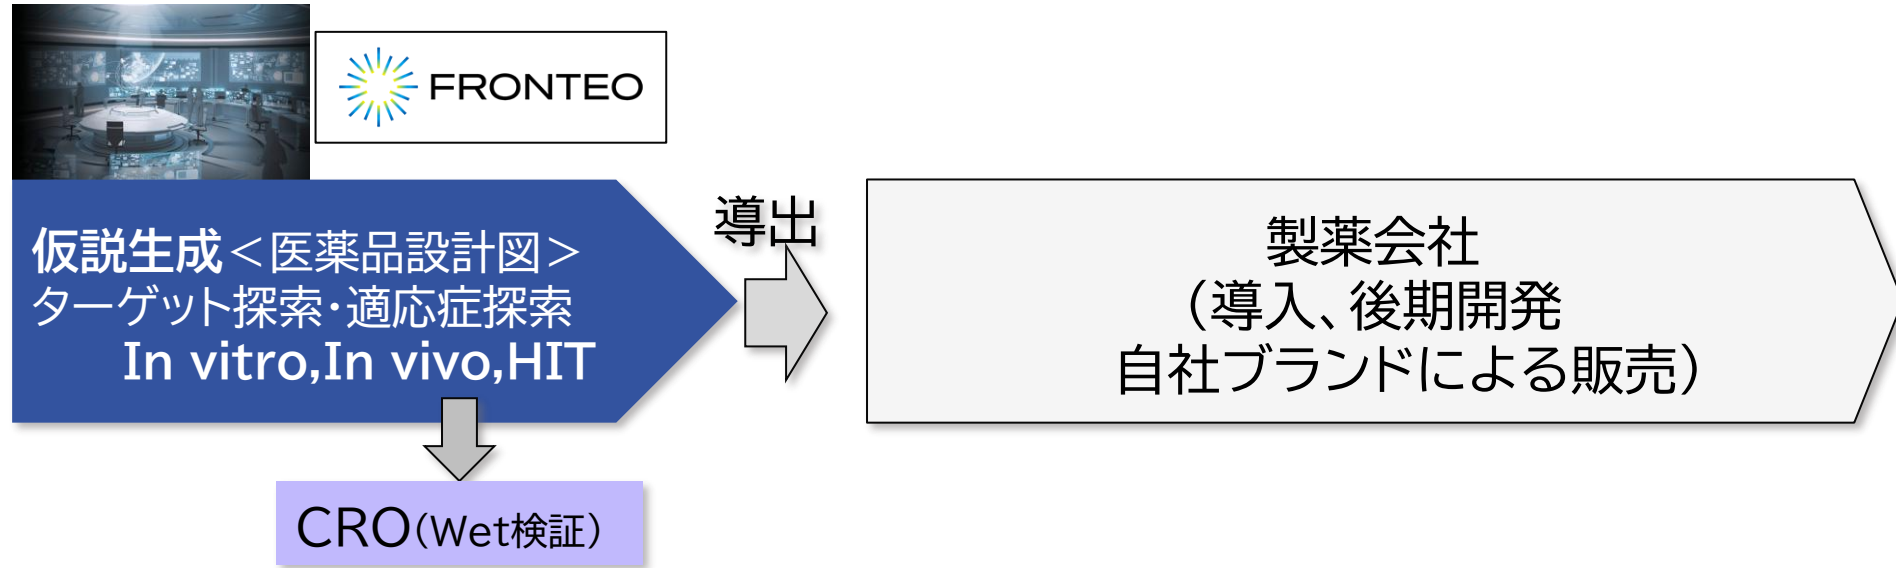 FRONTEO
仮説生成＜医薬品設計図＞
ターゲット探索・適応症探索
In vitro,In vivo,HIT
導出
製薬会社
（導入、後期開発
自社ブランドによる販売）
CRO（Wet検証）